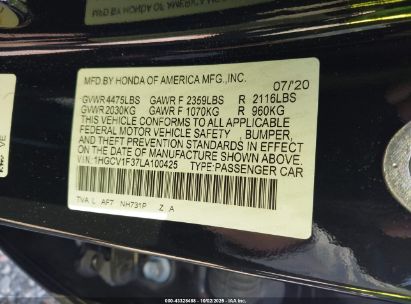 MFD. BY HONDA OF AMERICA MFG., INC. 07/'20
GVWR 4475LBS GAWR F 2359LBS R 2116LBS
GVWR 2030KG GAWR F 1070KG R 960KG
THIS VEHICLE CONFORMS TO ALL APPLICABLE
FEDERAL MOTOR VEHICLE SAFETY , BUMPER,
AND THEFT PREVENTION STANDARDS IN EFFECT
ON THE DATE OF MANUFACTURE SHOWN ABOVE.
V I N: 1HGCV1F37LA100425 TYPE:PASSENGER CAR
TVA L AF7 NH731P Z A